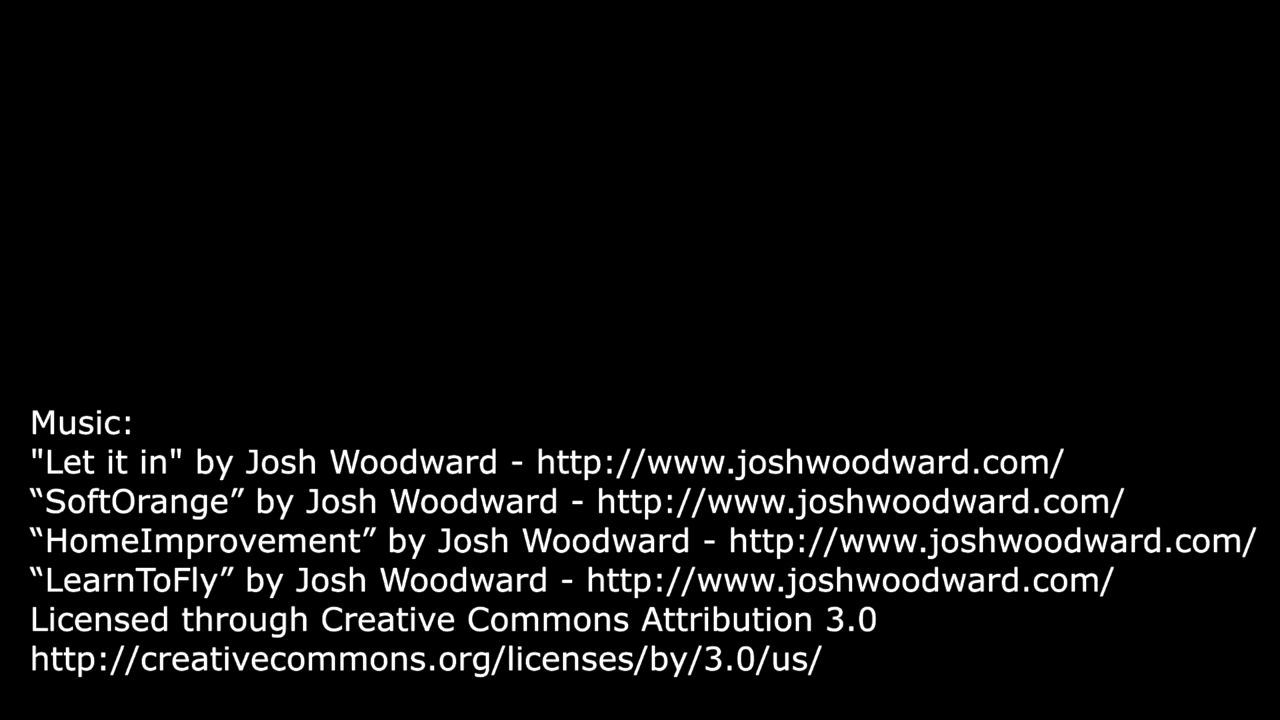 Music:
"Let it in" by Josh Woodward - http://www.joshwoodward.com/
“SoftOrange” by Josh Woodward - http://www.joshwoodward.com/
“HomeImprovement” by Josh Woodward - http://www.joshwoodward.com/
“LearnToFly” by Josh Woodward - http://www.joshwoodward.com/
Licensed through Creative Commons Attribution 3.0
http://creativecommons.org/licenses/by/3.0/us/